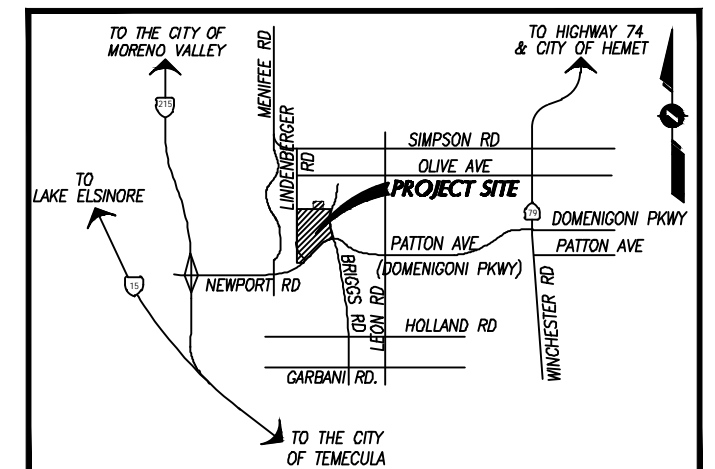 TO THE CITY OF
MORENO VALLEY
TO HIGHWAY 74
& CITY OF HEMET
MENIFEE RD
215
LINDENBERGER
RD
SIMPSON RD
OLIVE AVE
TO
LAKE ELSINORE
PROJECT SITE
79
DOMENIGONI PKWY
PATTON AVE
PATTON AVE
(DOMENIGONI PKWY)
NEWPORT RD
15
BRIGGS RD
LEON RD
WINCHESTER RD
HOLLAND RD
GARBANI RD.
TO THE CITY
OF TEMECULA